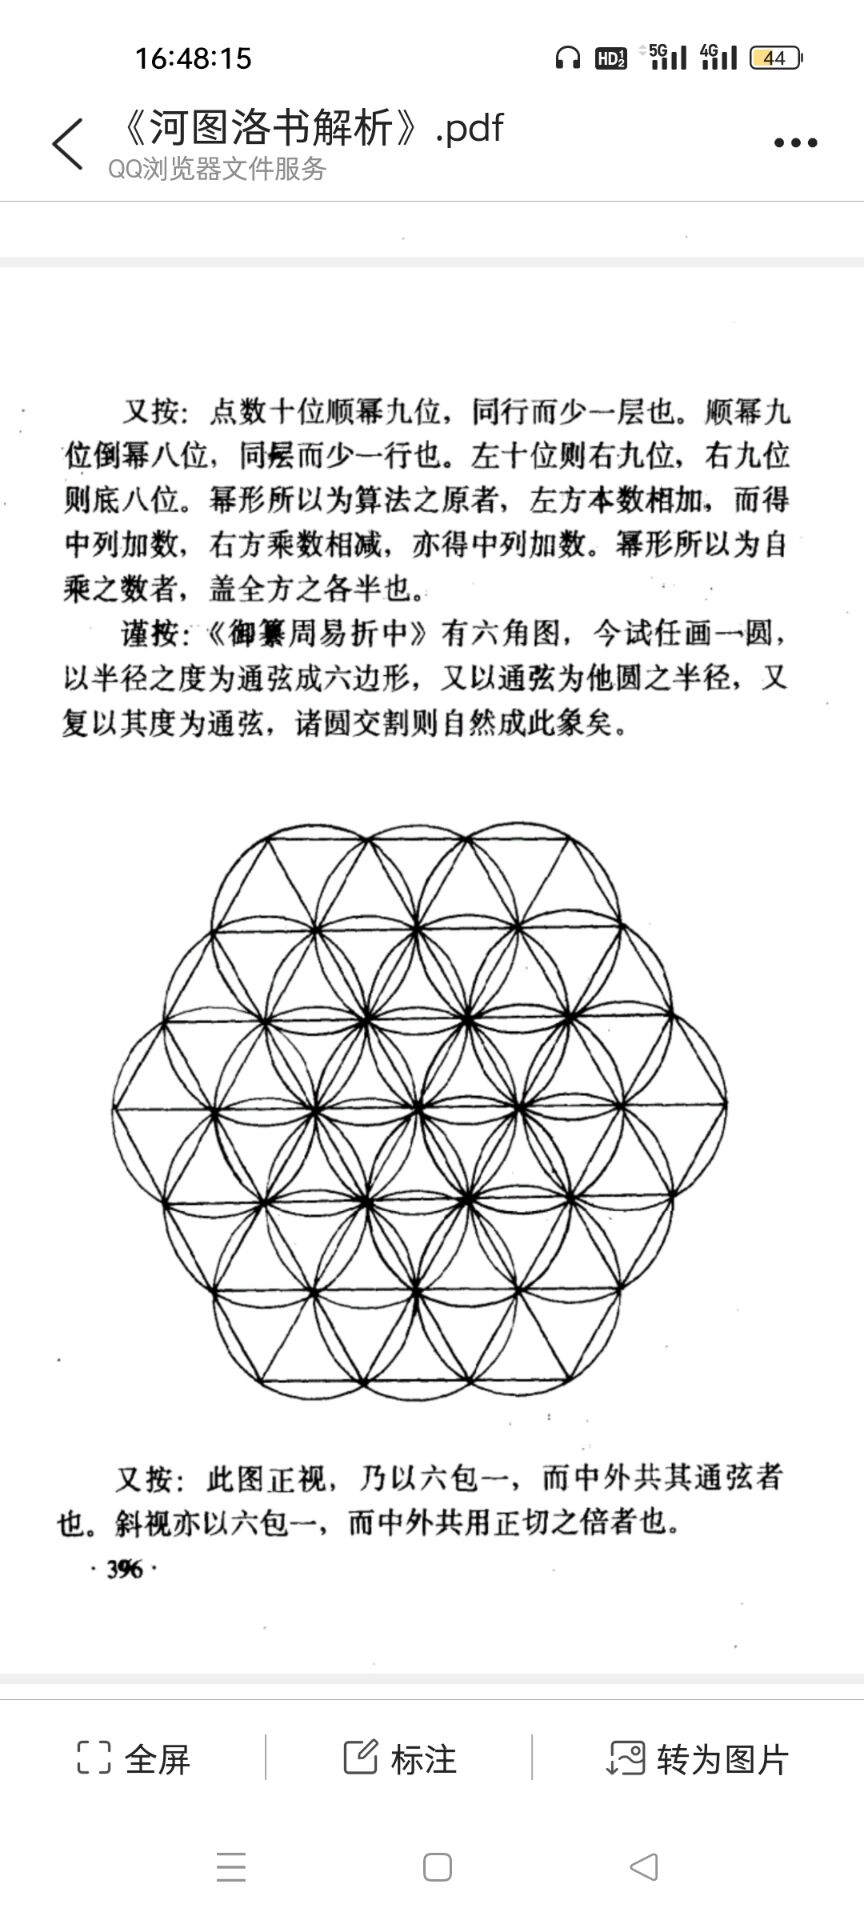 16:48:15
HD 1 2 5G 4G 44
《河图洛书解析》.pdf
QQ浏览器文件服务
又按：点数十位顺幂九位，同行而少一层也。顺幂九
位倒幂八位，同层而少一行也。左十位则右九位，右九位
则底八位。幂形所以为算法之原者，左方本数相加，而得
中列加数，右方乘数相减，亦得中列加数。幂形所以为自
乘之数者，盖全方之各半也。
谨按：《御纂周易折中》有六角图，今试任画一圆，
以半径之度为通弦成六边形，又以通弦为他圆之半径，又
复以其度为通弦，诸圆交割则自然成此象矣。
又按：此图正视，乃以六包一，而中外共其通弦者
也。斜视亦以六包一，而中外共用正切之倍者也。
·396·
全屏
标注
转为图片